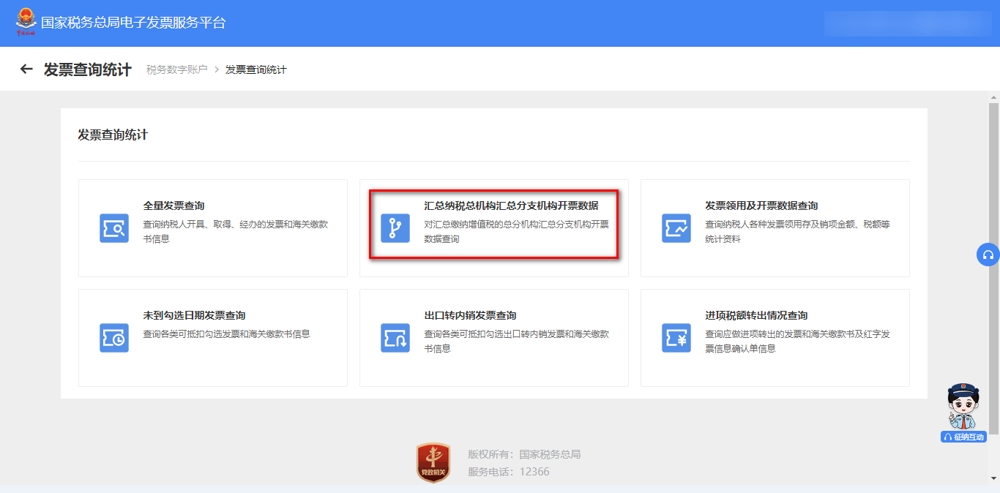 国家税务总局电子发票服务平台
发票查询统计 税务数字账户 > 发票查询统计
发票查询统计
全量发票查询
查询纳税人开具、取得、经办的发票和海关缴款
书信息
汇总纳税总机构汇总分支机构开票数据
对汇总缴纳增值税的总分机构汇总分支机构开票
数据查询
发票领用及开票数据查询
查询纳税人各种发票领用存及销项金额、税额等
统计资料
未到勾选日期发票查询
查询各类可抵扣勾选发票和海关缴款书信息
出口转内销发票查询
查询各类可抵扣勾选出口转内销发票和海关缴款
书信息
进项税额转出情况查询
查询应做进项转出的发票和海关缴款书及红字发
票信息确认单信息
征纳互动
党政机关
版权所有：国家税务总局
服务电话：12366